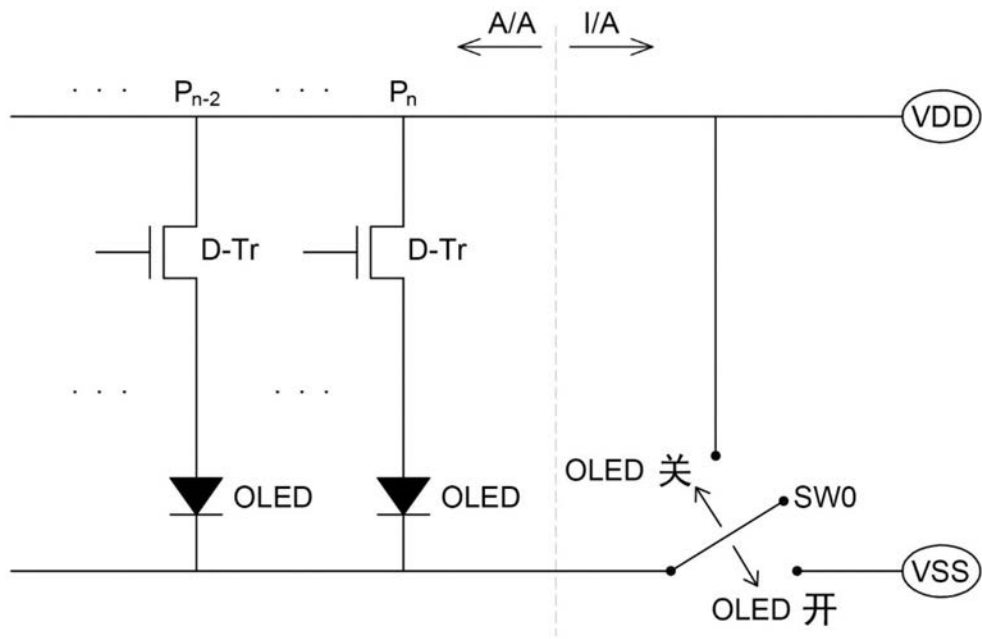 A/A I/A
· · · Pn-2 · · · Pn
VDD
D-Tr D-Tr
· · · · · ·
OLED 关
OLED OLED SW0
VSS
OLED 开